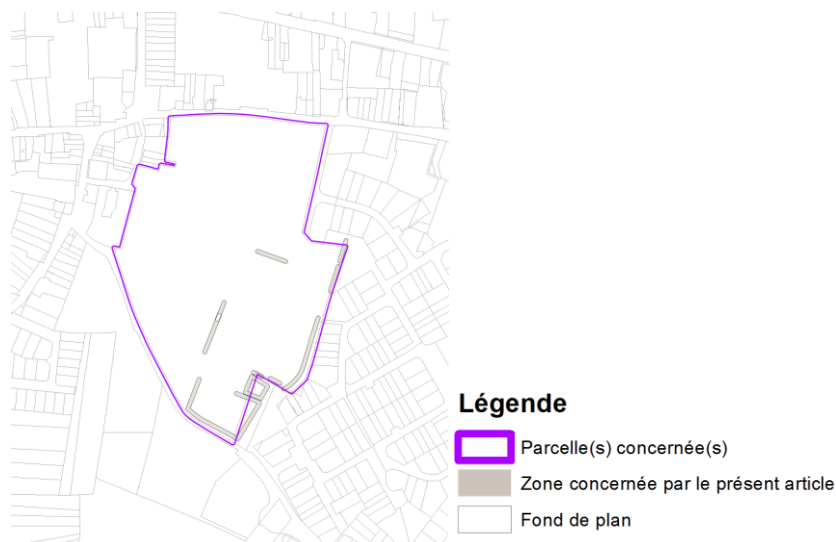 Légende
Parcelle(s) concernée(s)
Zone concernée par le présent article
Fond de plan